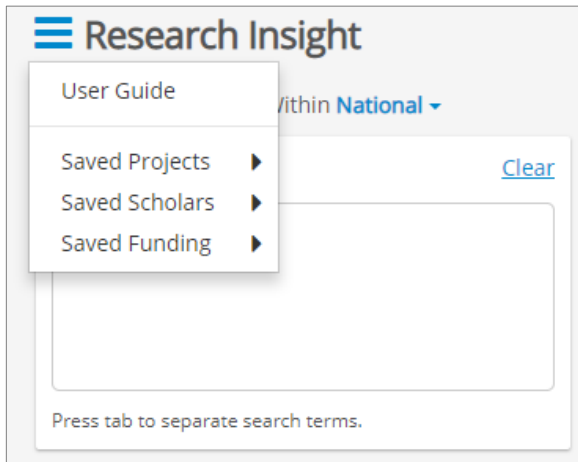 Research Insight
User Guide
Within National
Saved Projects
Clear
Saved Scholars
Saved Funding
Press tab to separate search terms.